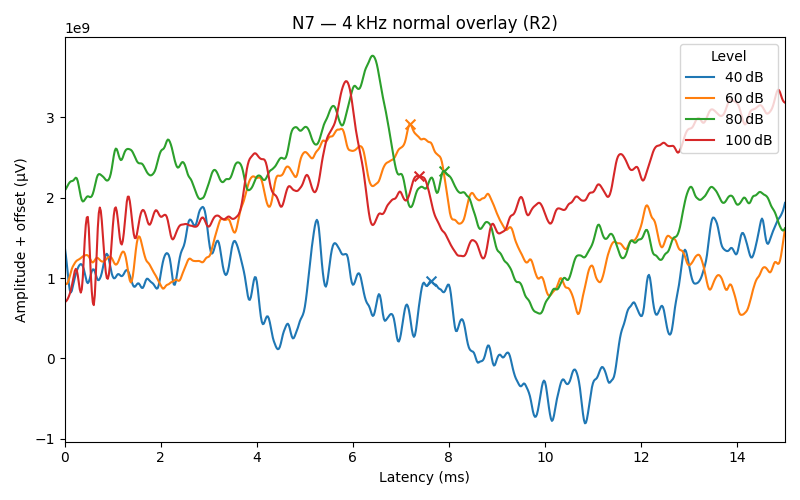 N7 — 4 kHz normal overlay (R2)
1e9
Level
40 dB
60 dB
80 dB
100 dB
3
2
1
0
−1
Amplitude + offset (µV)
0 2 4 6 8 10 12 14
Latency (ms)